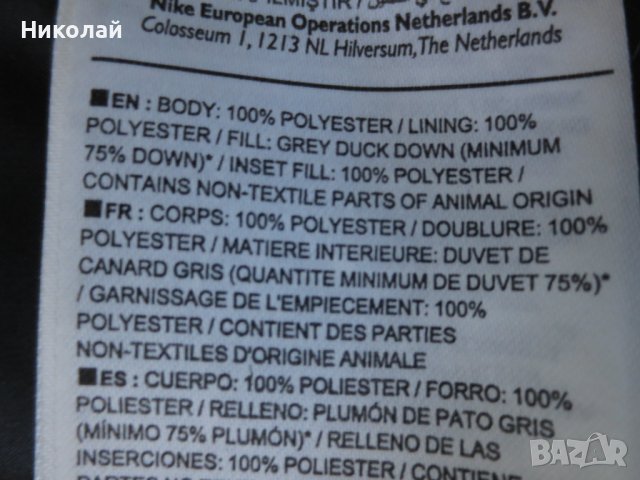 Николай
Nike European Operations Netherlands B.V.
Colosseum 1, 1213 NL Hilversum, The Netherlands
EN : BODY: 100% POLYESTER / LINING: 100%
POLYESTER / FILL: GREY DUCK DOWN (MINIMUM
75% DOWN)* / INSET FILL: 100% POLYESTER /
CONTAINS NON-TEXTILE PARTS OF ANIMAL ORIGIN
FR : CORPS: 100% POLYESTER / DOUBLURE: 100%
POLYESTER / MATIERE INTERIEURE: DUVET DE
CANARD GRIS (QUANTITE MINIMUM DE DUVET 75%)*
/ GARNISSAGE DE L'EMPIECEMENT: 100%
POLYESTER / CONTIENT DES PARTIES
NON-TEXTILES D'ORIGINE ANIMALE
ES : CUERPO: 100% POLIESTER / FORRO: 100%
POLIESTER / RELLENO: PLUMÓN DE PATO GRIS
(MÍNIMO 75% PLUMÓN)* / RELLENO DE LAS
INSERCIONES: 100% POLIESTER / CONTIENE
BAZAR